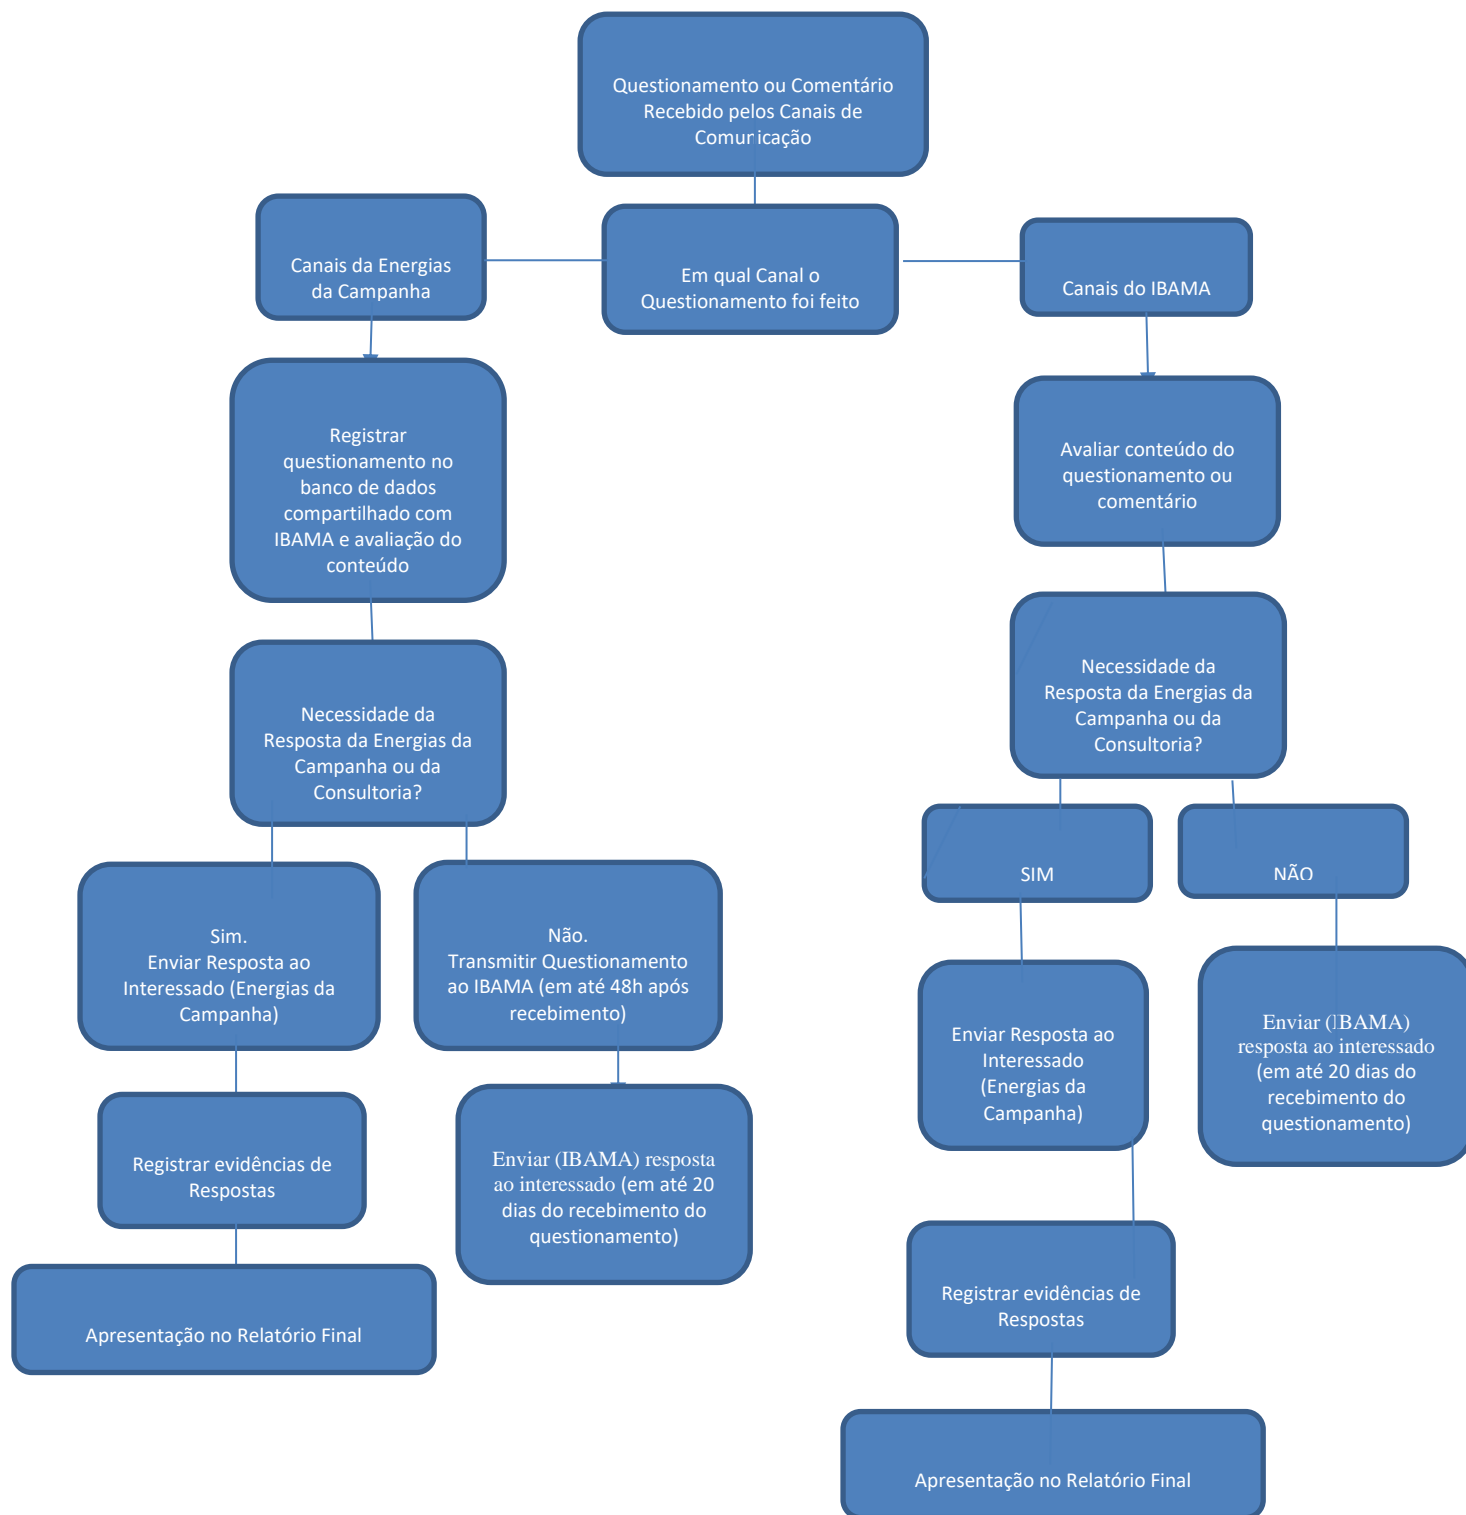 Questionamento ou Comentário
Recebido pelos Canais de
Comunicação
Canais da Energias
da Campanha
Em qual Canal o
Questionamento foi feito
Canais do IBAMA
Registrar
questionamento no
banco de dados
compartilhado com
IBAMA e avaliação do
conteúdo
Avaliar conteúdo do
questionamento ou
comentário
Necessidade da
Resposta da Energias da
Campanha ou da
Consultoria?
Necessidade da
Resposta da Energias da
Campanha ou da
Consultoria?
SIM
NÃO
Sim.
Enviar Resposta ao
Interessado (Energias da
Campanha)
Não.
Transmitir Questionamento
ao IBAMA (em até 48h após
recebimento)
Enviar Resposta ao
Interessado
(Energias da
Campanha)
Enviar (IBAMA)
resposta ao interessado
(em até 20 dias do
recebimento do
questionamento)
Registrar evidências de
Respostas
Enviar (IBAMA) resposta
ao interessado (em até 20
dias do recebimento do
questionamento)
Registrar evidências de
Respostas
Apresentação no Relatório Final
Apresentação no Relatório Final